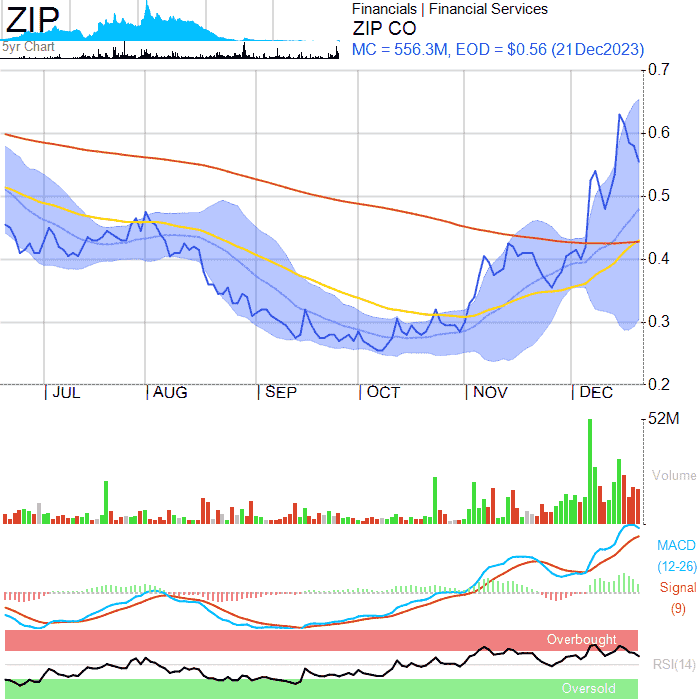 ZIP
5yr Chart
Financials | Financial Services
ZIP CO
MC = 556.3M, EOD = $0.56 (21Dec2023)
0.7
0.6
0.5
0.4
0.3
0.2
JUL AUG SEP OCT NOV DEC
52M
Volume
MACD
(12-26)
Signal
(9)
Overbought
RSI(14)
Oversold